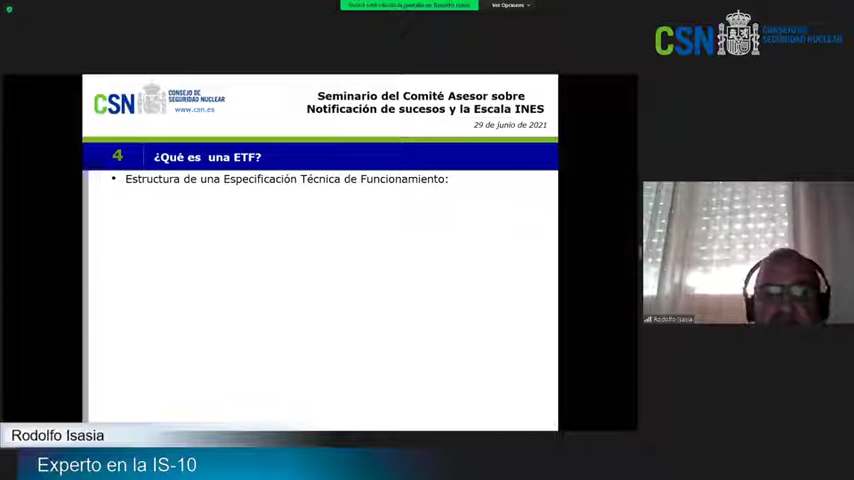 Ver Opciones
CSN CONSEJO DE
SEGURIDAD NUCLEAR
CSN CONSEJO DE
SEGURIDAD NUCLEAR
www.csn.es
Seminario del Comité Asesor sobre
Notificación de sucesos y la Escala INES
29 de junio de 2021
4 ¿Qué es una ETF?
• Estructura de una Especificación Técnica de Funcionamiento:
Rodolfo Isasia
Rodolfo Isasia
Experto en la IS-10